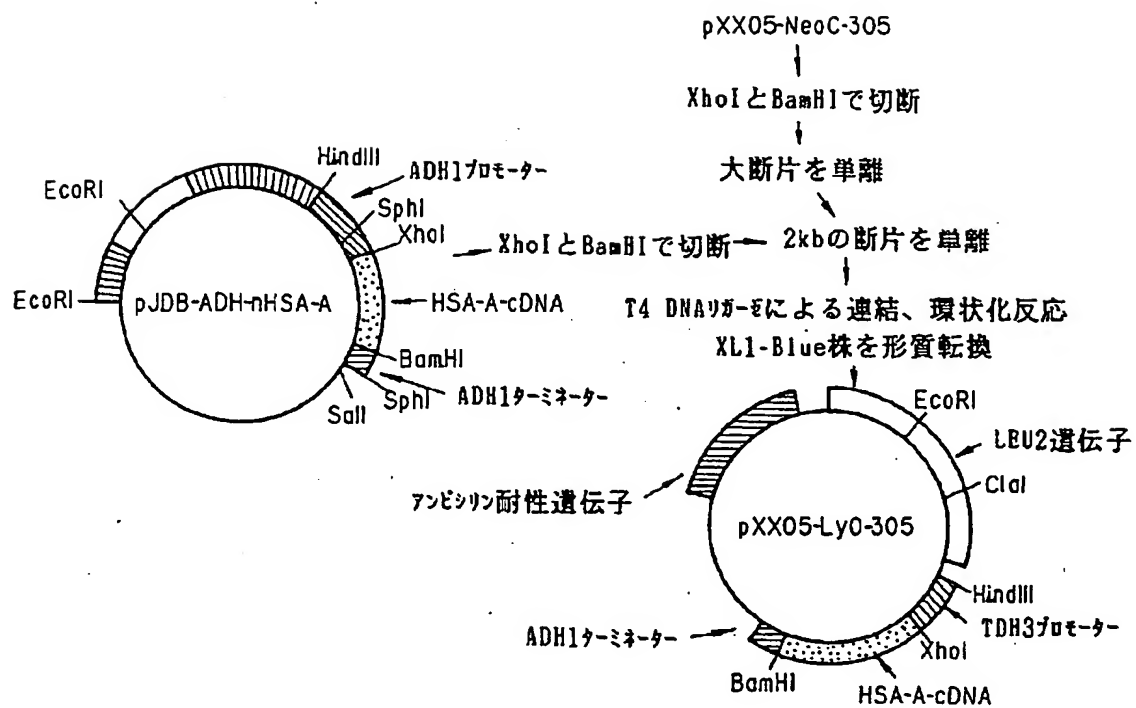 pXX05-NeoC-305
XhoIとBamHIで切断
大断片を単離
HindIII
ADH1プロモーター
EcoRI
SphI
XhoI
XhoIとBamHIで切断
2kbの断片を単離
EcoRI
pJDB-ADH-nHSA-A
HSA-A-cDNA
T4 DNAリガーゼによる連結、環状化反応
XL1-Blue株を形質転換
BamHI
SphI
ADH1ターミネーター
SalI
EcoRI
LEU2遺伝子
ClaI
アンピシリン耐性遺伝子
pXX05-LyO-305
HindIII
TDH3プロモーター
ADH1ターミネーター
XhoI
BamHI
HSA-A-cDNA